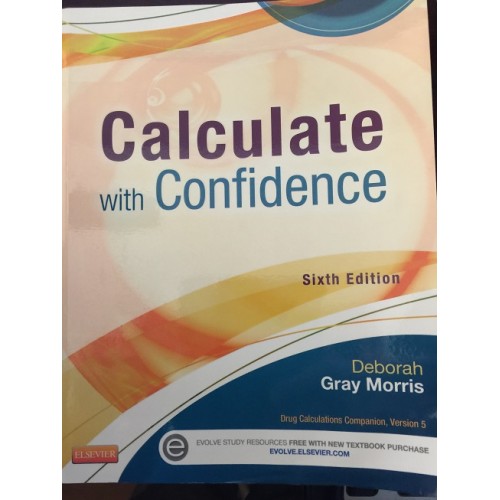 Calculate
with Confidence
Sixth Edition
Deborah
Gray Morris
Drug Calculations Companion, Version 5
ELSEVIER
e
EVOLVE STUDY RESOURCES FREE WITH NEW TEXTBOOK PURCHASE
EVOLVE.ELSEVIER.COM